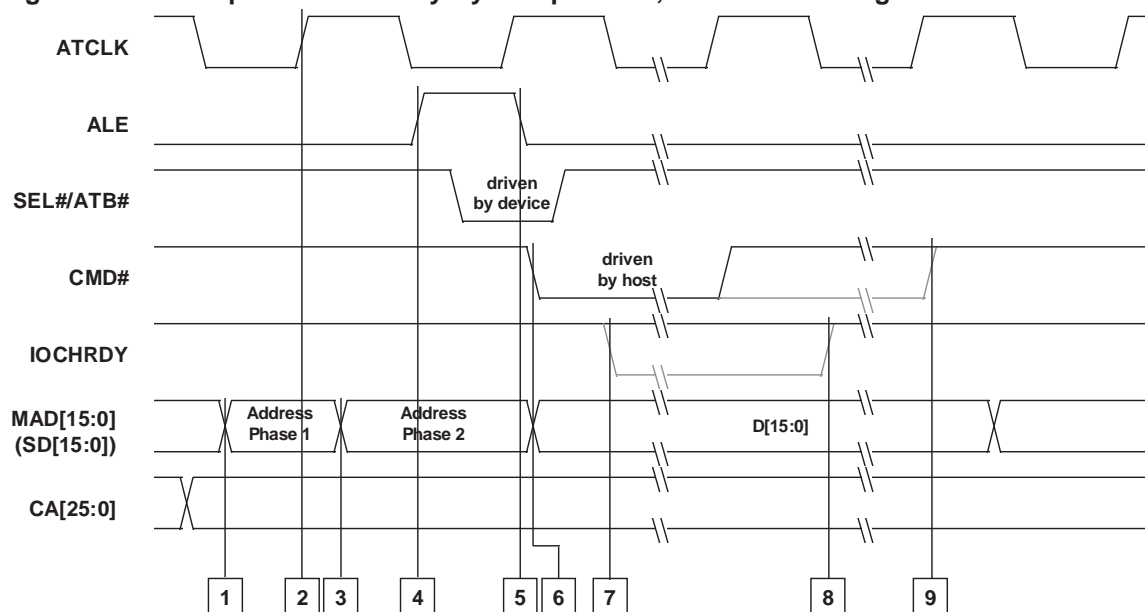 ATCLK
ALE
SEL#/ATB#
driven
by device
CMD#
driven
by host
IOCHRDY
MAD[15:0]
(SD[15:0])
Address
Phase 1
Address
Phase 2
D[15:0]
CA[25:0]
1 2 3 4 5 6 7 8 9